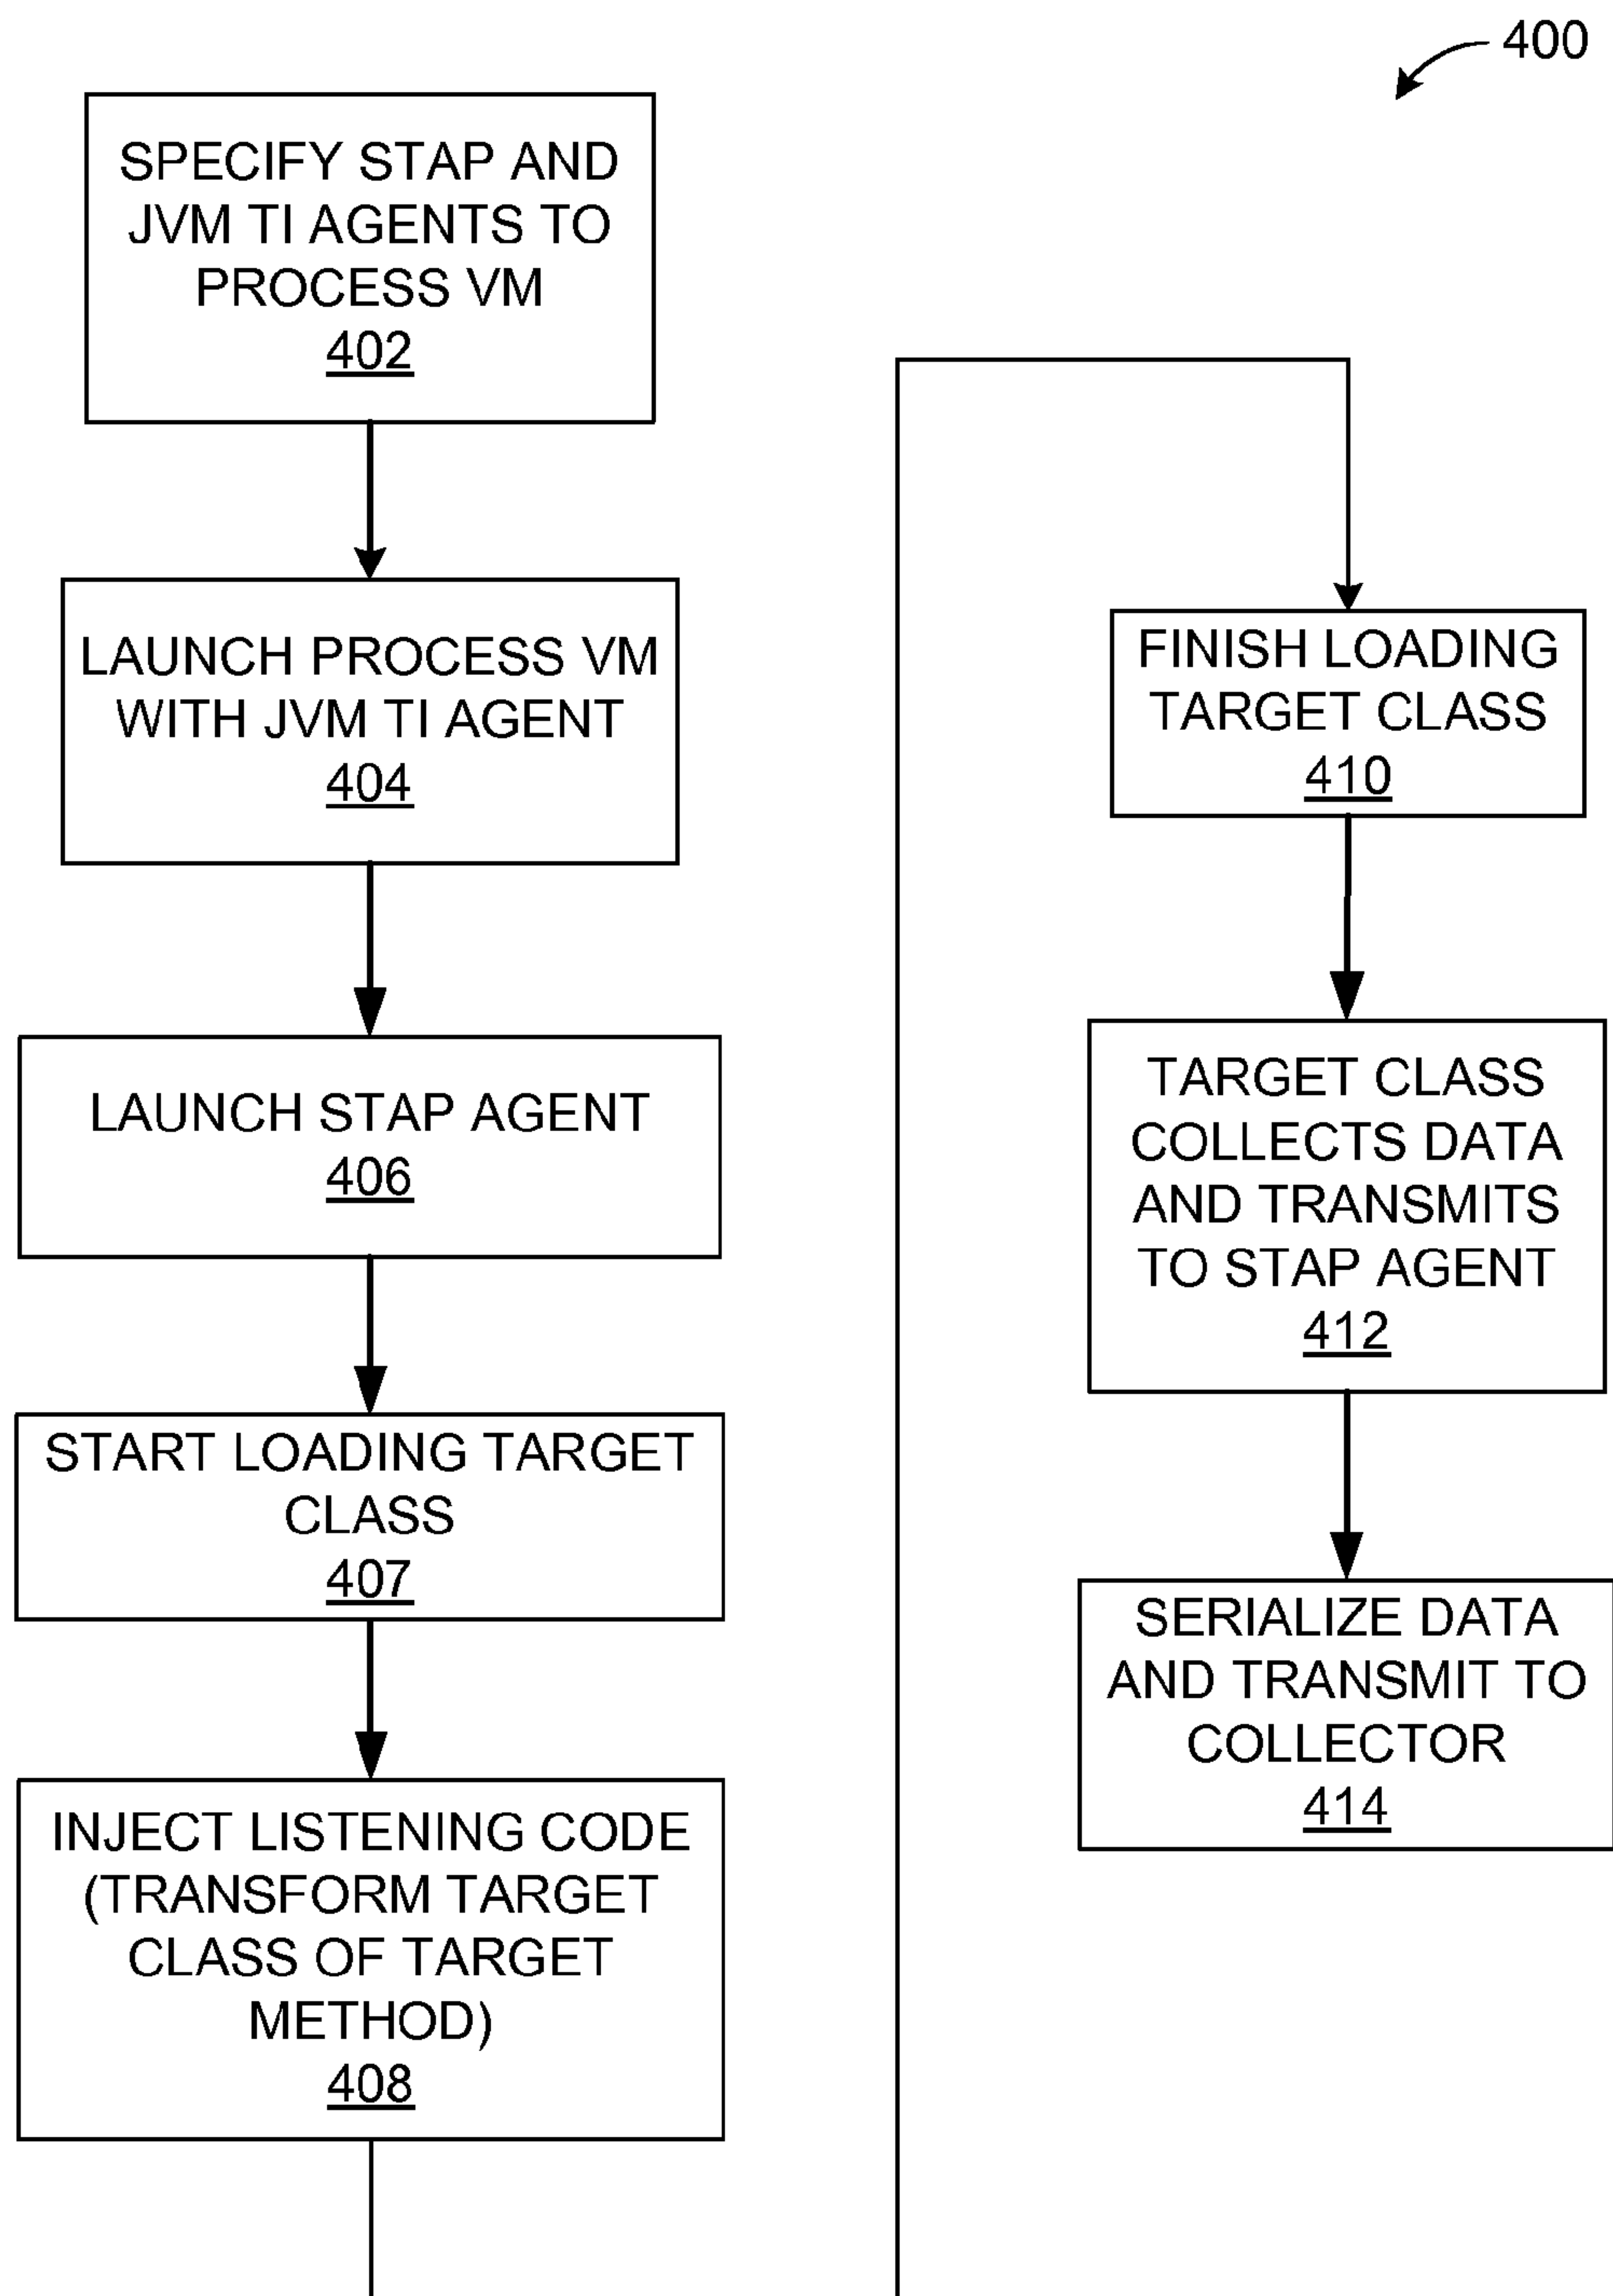 400
SPECIFY STAP AND
JVM TI AGENTS TO
PROCESS VM
402
LAUNCH PROCESS VM
WITH JVM TI AGENT
404
LAUNCH STAP AGENT
406
START LOADING TARGET
CLASS
407
INJECT LISTENING CODE
(TRANSFORM TARGET
CLASS OF TARGET
METHOD)
408
FINISH LOADING
TARGET CLASS
410
TARGET CLASS
COLLECTS DATA
AND TRANSMITS
TO STAP AGENT
412
SERIALIZE DATA
AND TRANSMIT TO
COLLECTOR
414